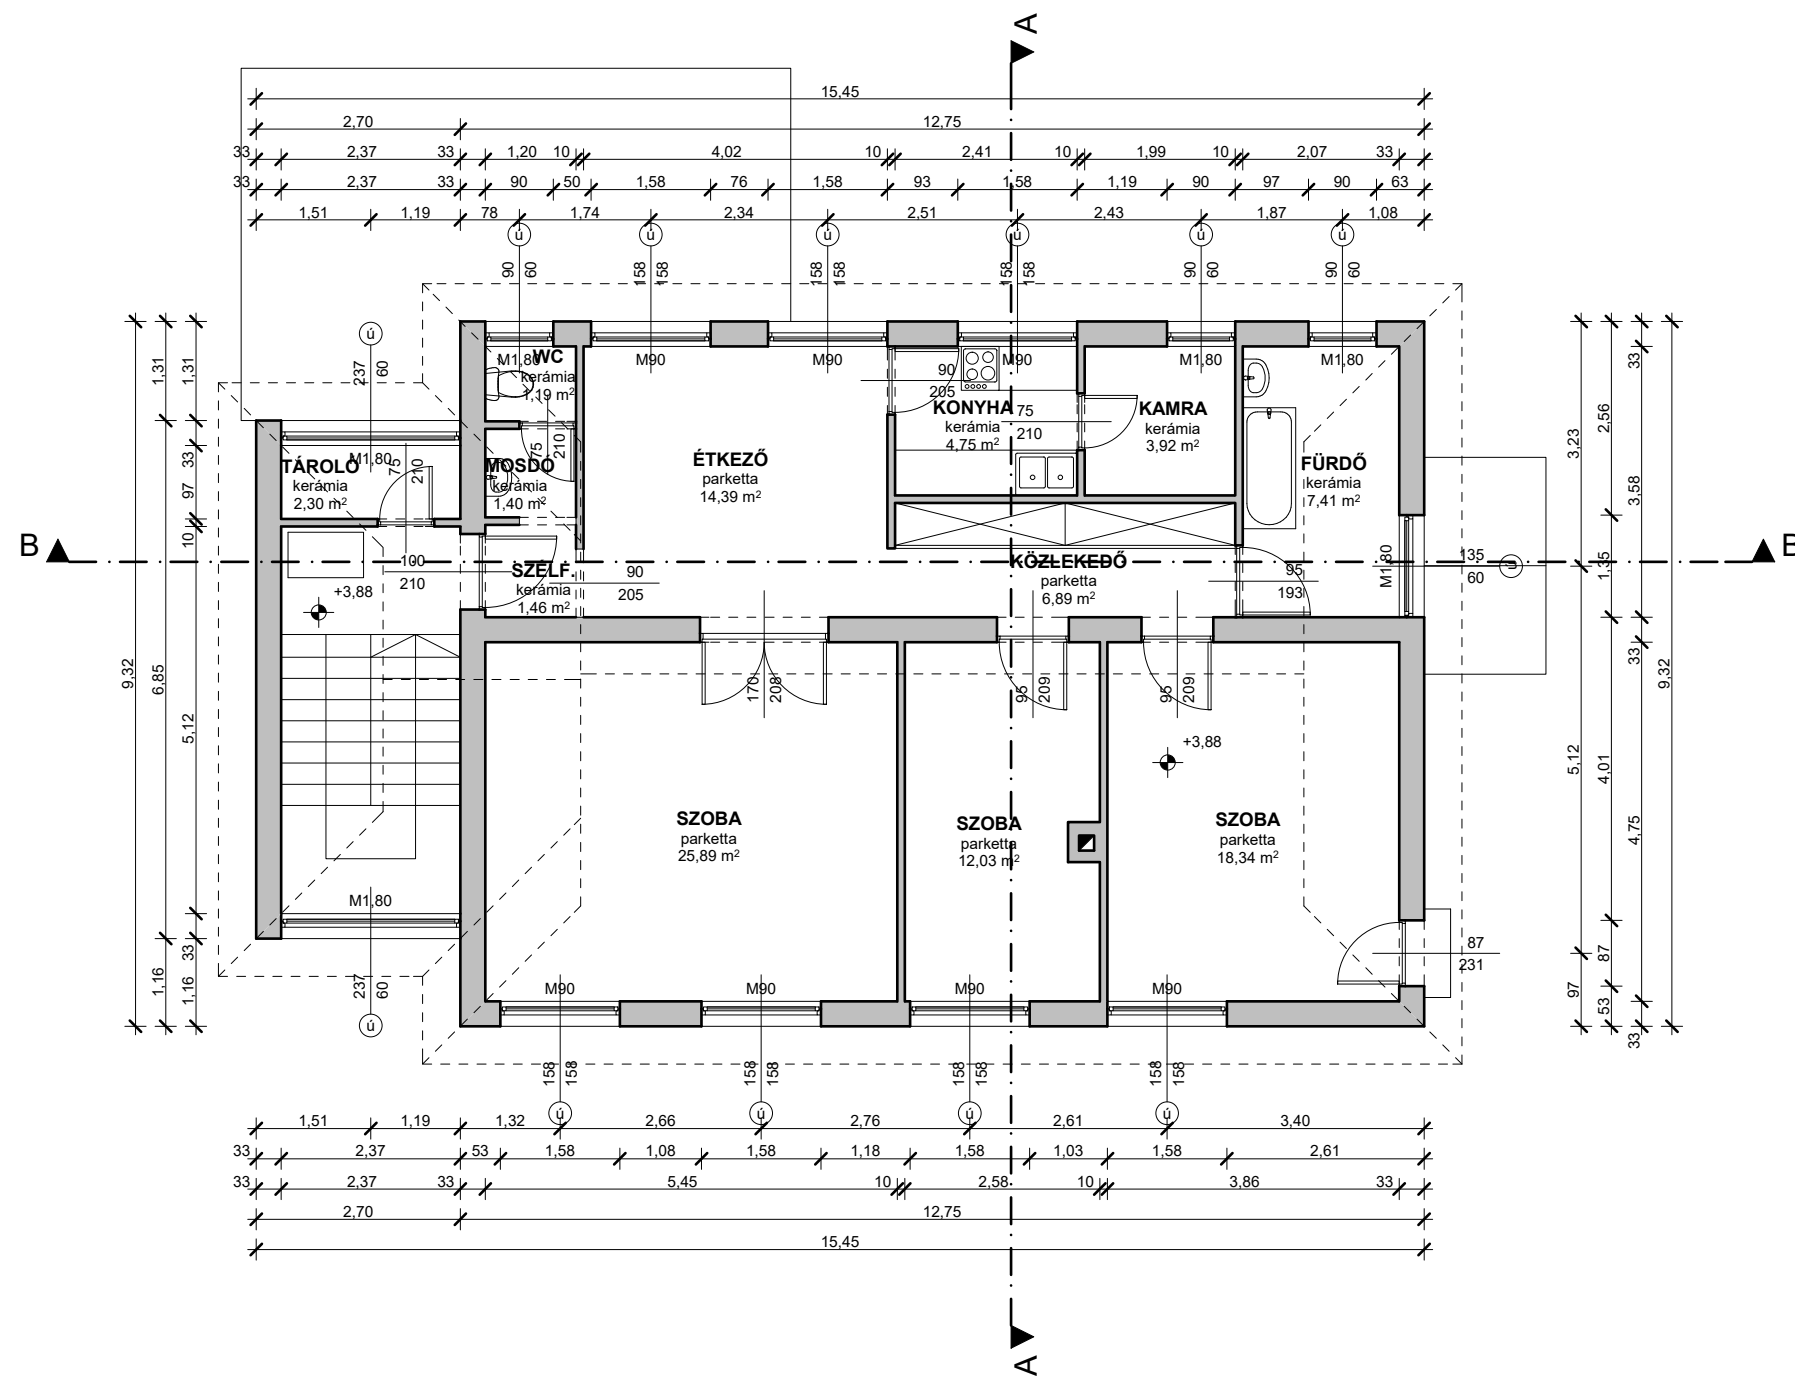 A
15,45
2,70 12,75
33 2,37 33 1,20 10 4,02 10 2,41 10 1,99 10 2,07 33
33 2,37 33 90 50 1,58 76 1,58 93 1,58 1,19 90 97 90 63
1,51 1,19 78 1,74 2,34 2,51 2,43 1,87 1,08
ú ú ú ú ú ú
90 60 158 158 158 158 158 158 90 60 90 60
ú
237 60
M1,80 M90 M90 M90 M1,80 M1,80
WC
kerámia
1,19 m²
90
205
KONYHA
kerámia
4,75 m²
75
210
KAMRA
kerámia
3,92 m²
M1,80
TÁROLÓ
kerámia
2,30 m²
75
210
MOSDÓ
kerámia
1,40 m²
75
210
ÉTKEZŐ
parketta
14,39 m²
FÜRDŐ
kerámia
7,41 m²
B
B
100
210
+3,88
SZÉLF.
kerámia
1,46 m²
90
205
KÖZLEKEDŐ
parketta
6,89 m²
95
193
M1,80
135
60
ú
170
208
95
209
95
209
+3,88
SZOBA
parketta
25,89 m²
SZOBA
parketta
12,03 m²
SZOBA
parketta
18,34 m²
M1,80
87
231
M90 M90 M90 M90
237 60
ú
158 158 158 158 158 158 158 158
ú ú ú ú
9,32
1,31 6,85 1,16
1,31 33 97 10 5,12 33 1,16
3,23 5,12 97
2,56 1,35 4,01 87 53
33 3,58 33 4,75 33
9,32
1,51 1,19 1,32 2,66 2,76 2,61 3,40
33 2,37 53 1,58 1,08 1,58 1,18 1,58 1,03 1,58 2,61
33 2,37 33 5,45 10 2,58 10 3,86 33
2,70 12,75
15,45
A